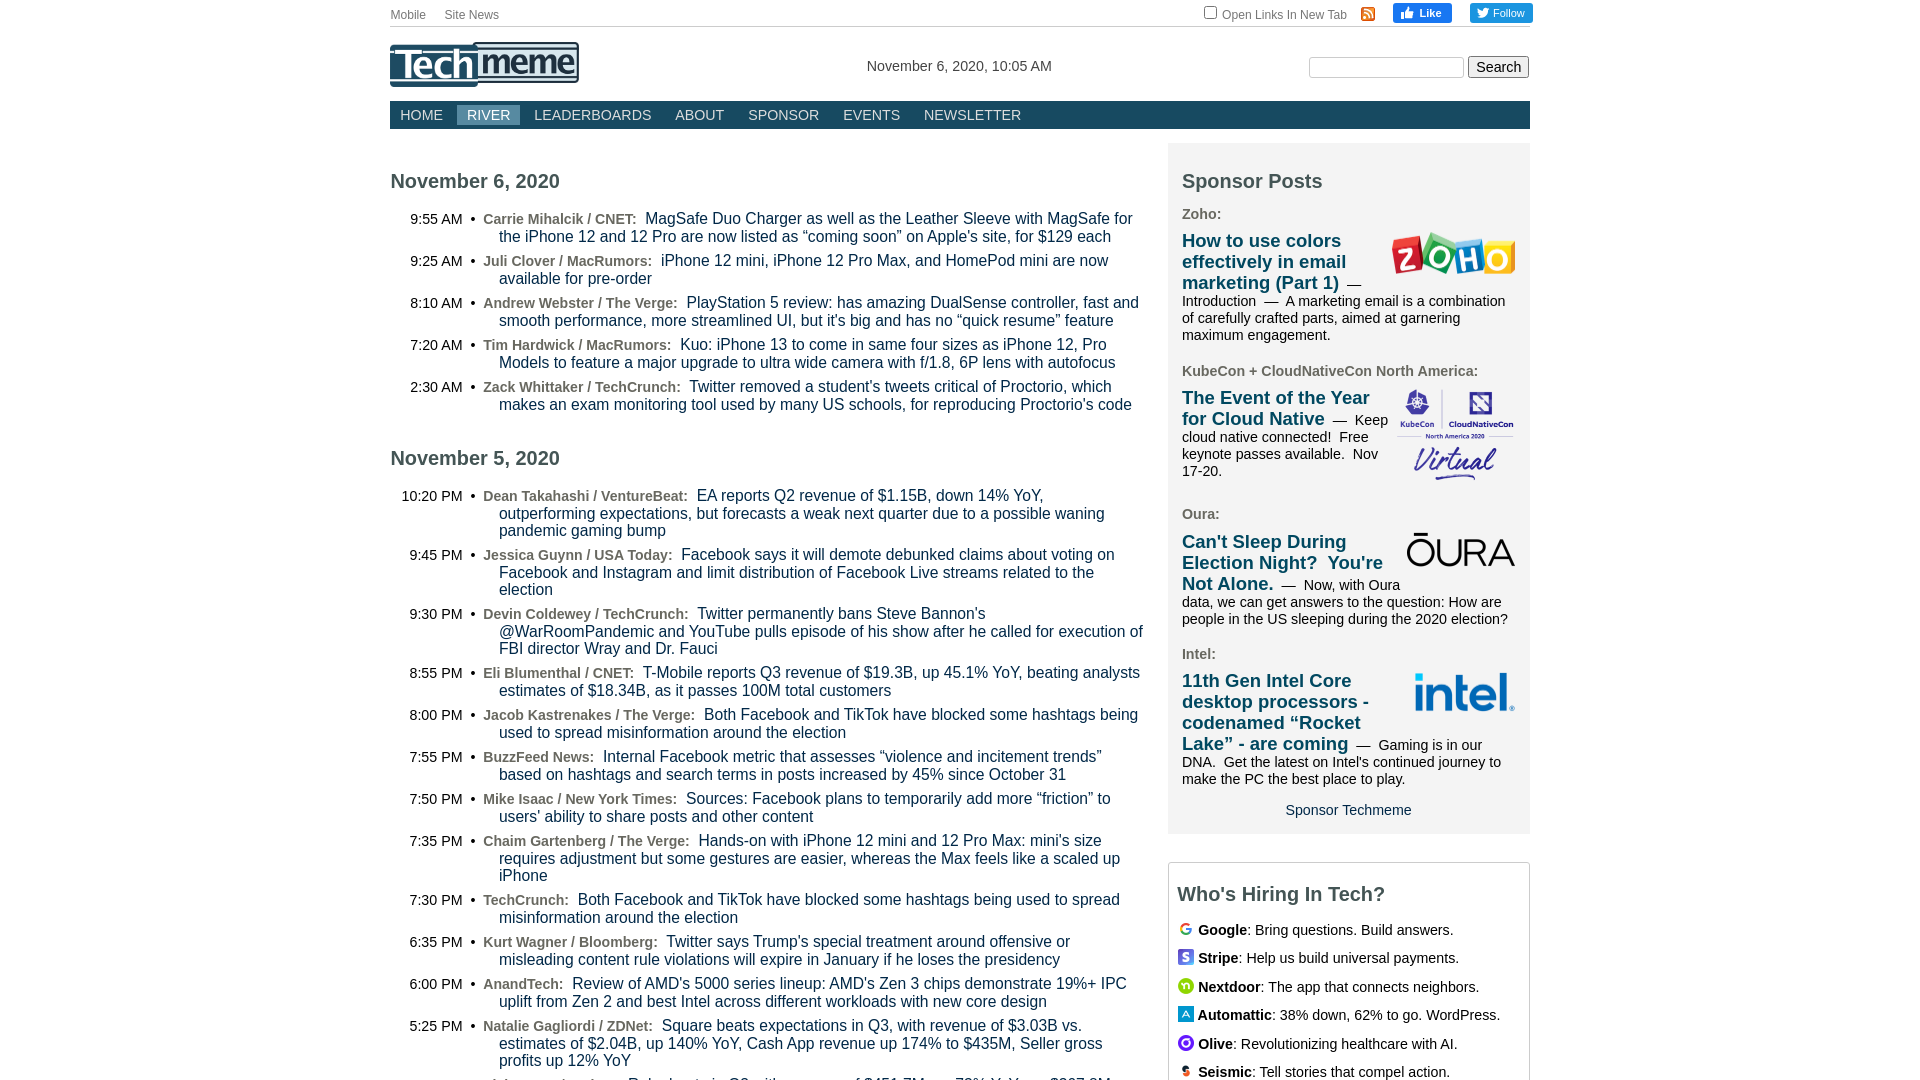 Mobile Site News Open Links In New Tab Like Follow
Techmeme
November 6, 2020, 10:05 AM
Search
HOME RIVER LEADERBOARDS ABOUT SPONSOR EVENTS NEWSLETTER
November 6, 2020
9:55 AM • Carrie Mihalcik / CNET: MagSafe Duo Charger as well as the Leather Sleeve with MagSafe for
the iPhone 12 and 12 Pro are now listed as “coming soon” on Apple's site, for $129 each
9:25 AM • Juli Clover / MacRumors: iPhone 12 mini, iPhone 12 Pro Max, and HomePod mini are now
available for pre-order
8:10 AM • Andrew Webster / The Verge: PlayStation 5 review: has amazing DualSense controller, fast and
smooth performance, more streamlined UI, but it's big and has no “quick resume” feature
7:20 AM • Tim Hardwick / MacRumors: Kuo: iPhone 13 to come in same four sizes as iPhone 12, Pro
Models to feature a major upgrade to ultra wide camera with f/1.8, 6P lens with autofocus
2:30 AM • Zack Whittaker / TechCrunch: Twitter removed a student's tweets critical of Proctorio, which
makes an exam monitoring tool used by many US schools, for reproducing Proctorio's code
November 5, 2020
10:20 PM • Dean Takahashi / VentureBeat: EA reports Q2 revenue of $1.15B, down 14% YoY,
outperforming expectations, but forecasts a weak next quarter due to a possible waning
pandemic gaming bump
9:45 PM • Jessica Guynn / USA Today: Facebook says it will demote debunked claims about voting on
Facebook and Instagram and limit distribution of Facebook Live streams related to the
election
9:30 PM • Devin Coldewey / TechCrunch: Twitter permanently bans Steve Bannon's
@WarRoomPandemic and YouTube pulls episode of his show after he called for execution of
FBI director Wray and Dr. Fauci
8:55 PM • Eli Blumenthal / CNET: T-Mobile reports Q3 revenue of $19.3B, up 45.1% YoY, beating analysts
estimates of $18.34B, as it passes 100M total customers
8:00 PM • Jacob Kastrenakes / The Verge: Both Facebook and TikTok have blocked some hashtags being
used to spread misinformation around the election
7:55 PM • BuzzFeed News: Internal Facebook metric that assesses “violence and incitement trends”
based on hashtags and search terms in posts increased by 45% since October 31
7:50 PM • Mike Isaac / New York Times: Sources: Facebook plans to temporarily add more “friction” to
users' ability to share posts and other content
7:35 PM • Chaim Gartenberg / The Verge: Hands-on with iPhone 12 mini and 12 Pro Max: mini's size
requires adjustment but some gestures are easier, whereas the Max feels like a scaled up
iPhone
7:30 PM • TechCrunch: Both Facebook and TikTok have blocked some hashtags being used to spread
misinformation around the election
6:35 PM • Kurt Wagner / Bloomberg: Twitter says Trump's special treatment around offensive or
misleading content rule violations will expire in January if he loses the presidency
6:00 PM • AnandTech: Review of AMD's 5000 series lineup: AMD's Zen 3 chips demonstrate 19%+ IPC
uplift from Zen 2 and best Intel across different workloads with new core design
5:25 PM • Natalie Gagliordi / ZDNet: Square beats expectations in Q3, with revenue of $3.03B vs.
estimates of $2.04B, up 140% YoY, Cash App revenue up 174% to $435M, Seller gross
profits up 12% YoY
Sponsor Posts
Zoho:
How to use colors
effectively in email
marketing (Part 1) —
ZOHO
Introduction — A marketing email is a combination
of carefully crafted parts, aimed at garnering
maximum engagement.
KubeCon + CloudNativeCon North America:
The Event of the Year
for Cloud Native — Keep
cloud native connected! Free
keynote passes available. Nov
17-20.
KubeCon CloudNativeCon
North America 2020
Virtual
Oura:
Can't Sleep During
Election Night? You're
Not Alone. — Now, with Oura
ŌURA
data, we can get answers to the question: How are
people in the US sleeping during the 2020 election?
Intel:
11th Gen Intel Core
desktop processors -
codenamed “Rocket
Lake” - are coming — Gaming is in our
intel®
DNA. Get the latest on Intel's continued journey to
make the PC the best place to play.
Sponsor Techmeme
Who's Hiring In Tech?
Google: Bring questions. Build answers.
Stripe: Help us build universal payments.
Nextdoor: The app that connects neighbors.
Automattic: 38% down, 62% to go. WordPress.
Olive: Revolutionizing healthcare with AI.
Seismic: Tell stories that compel action.